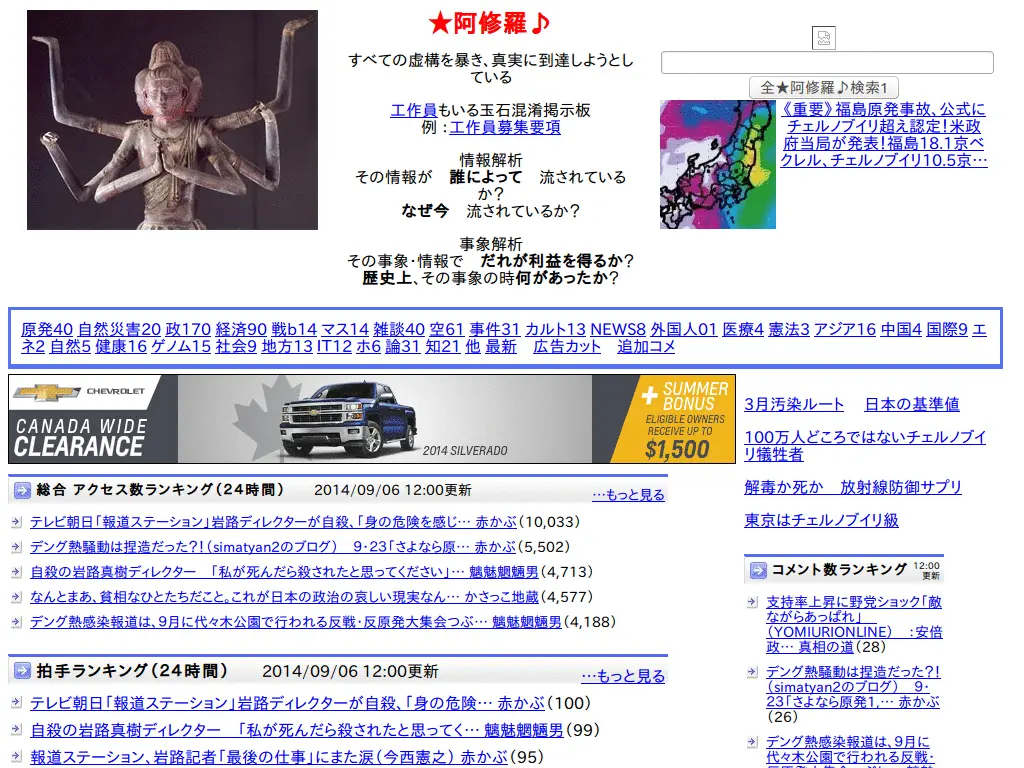 ★阿修羅♪
すべての虚構を暴き、真実に到達しようとし
ている
工作員もいる玉石混淆掲示板
例 : 工作員募集要項
情報解析
その情報が 誰によって 流されている
か?
なぜ今 流されているか?
事象解析
その事象・情報で だれが利益を得るか?
歴史上、その事象の時何があったか?
全★阿修羅♪検索1
《重要》福島原発事故、公式に
チェルノブイリ超え認定!米政
府当局が発表!福島18.1京ベ
クレル、チェルノブイリ10.5京…
原発40 自然災害20 政170 経済90 戦b14 マス14 雑談40 空61 事件31 カルト13 NEWS8 外国人01 医療4 憲法3 アジア16 中国4 国際9 エ
ネ2 自然5 健康16 ゲノム15 社会9 地方13 IT12 ホ6 論31 知21 他 最新 広告カット 追加コメ
CHEVROLET
CANADA WIDE
CLEARANCE
2014 SILVERADO
+ SUMMER
BONUS
ELIGIBLE OWNERS
RECEIVE UP TO
$1,500
3月汚染ルート 日本の基準値
100万人どころではないチェルノブイ
リ犠牲者
解毒か死か 放射線防御サプリ
東京はチェルノブイリ級
総合 アクセス数ランキング(24時間) 2014/09/06 12:00更新 …もっと見る
テレビ朝日「報道ステーション」岩路ディレクターが自殺、「身の危険を感じ… 赤かぶ(10,033)
デング熱騒動は捏造だった?!(simatyan2のブログ) 9・23「さよなら原… 赤かぶ(5,502)
自殺の岩路真樹ディレクター 「私が死んだら殺されたと思ってください」… 魑魅魍魎男(4,713)
なんとまあ、貧相なひとたちだこと。これが日本の政治の哀しい現実なん… かさっこ地蔵(4,577)
デング熱感染報道は、9月に代々木公園で行われる反戦・反原発大集会つぶ… 魑魅魍魎男(4,188)
拍手ランキング(24時間) 2014/09/06 12:00更新 …もっと見る
テレビ朝日「報道ステーション」岩路ディレクターが自殺、「身の危険… 赤かぶ(100)
自殺の岩路真樹ディレクター 「私が死んだら殺されたと思ってく… 魑魅魍魎男(99)
報道ステーション、岩路記者「最後の仕事」にまた涙(今西憲之) 赤かぶ(95)
コメント数ランキング 12:00
更新
支持率上昇に野党ショック「敵
ながらあっぱれ」
(YOMIURIONLINE) :安倍
政… 真相の道(28)
デング熱騒動は捏造だった?!
(simatyan2のブログ) 9・
23「さよなら原発1,… 赤かぶ
(26)
デング熱感染報道は、9月に
代々木公園で行われる反戦・